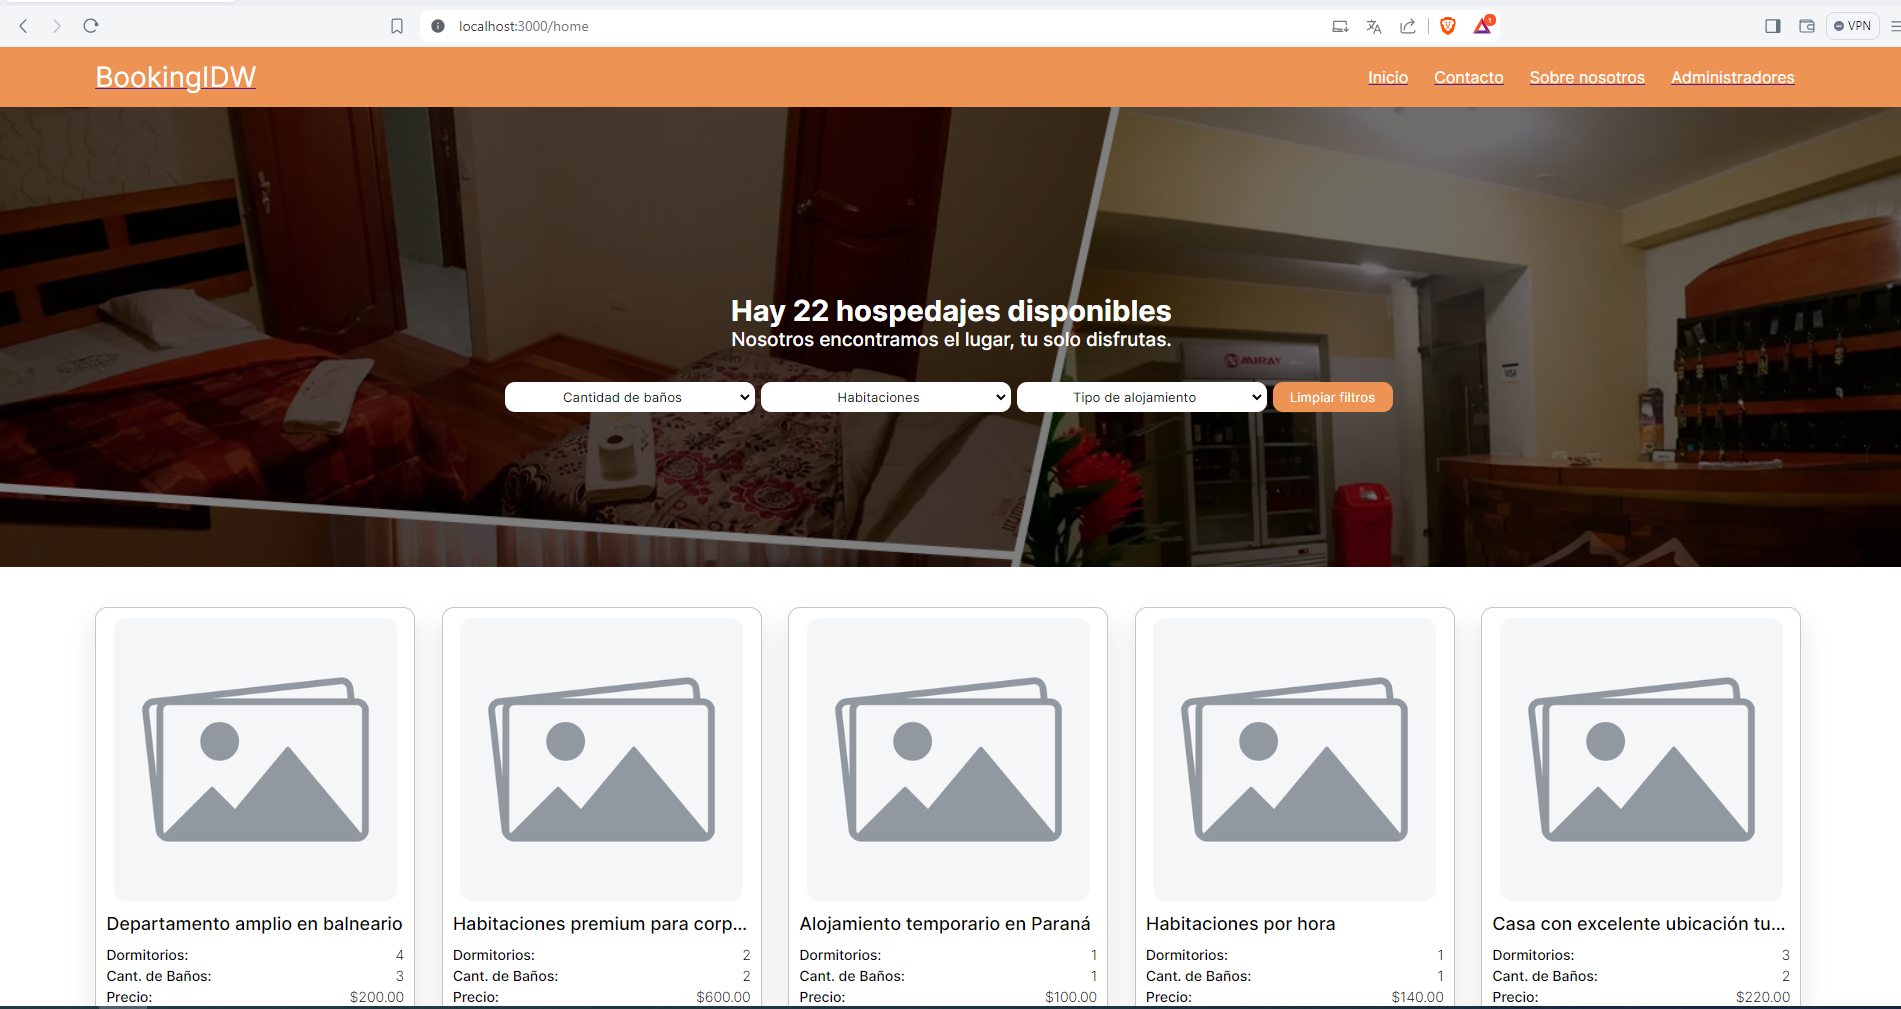 localhost:3000/home
1
VPN
BookingIDW
Inicio Contacto Sobre nosotros Administradores
Hay 22 hospedajes disponibles
Nosotros encontramos el lugar, tu solo disfrutas.
MIRAY
VISA
Cantidad de baños Habitaciones Tipo de alojamiento Limpiar filtros
Departamento amplio en balneario
Dormitorios: 4
Cant. de Baños: 3
Precio: $200.00
Habitaciones premium para corp...
Dormitorios: 2
Cant. de Baños: 2
Precio: $600.00
Alojamiento temporario en Paraná
Dormitorios: 1
Cant. de Baños: 1
Precio: $100.00
Habitaciones por hora
Dormitorios: 1
Cant. de Baños: 1
Precio: $140.00
Casa con excelente ubicación tu...
Dormitorios: 3
Cant. de Baños: 2
Precio: $220.00